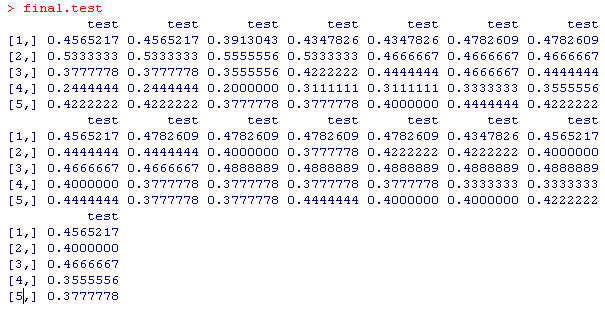 > final.test
test test test test test test test
[1,] 0.4565217 0.4565217 0.3913043 0.4347826 0.4347826 0.4782609 0.4782609
[2,] 0.5333333 0.5333333 0.5555556 0.5333333 0.4666667 0.4666667 0.4666667
[3,] 0.3777778 0.3777778 0.3555556 0.4222222 0.4444444 0.4666667 0.4444444
[4,] 0.2444444 0.2444444 0.2000000 0.3111111 0.3111111 0.3333333 0.3555556
[5,] 0.4222222 0.4222222 0.3777778 0.3777778 0.4000000 0.4444444 0.4222222
test test test test test test test
[1,] 0.4565217 0.4782609 0.4782609 0.4782609 0.4782609 0.4347826 0.4565217
[2,] 0.4444444 0.4444444 0.4000000 0.3777778 0.4222222 0.4222222 0.4000000
[3,] 0.4666667 0.4666667 0.4888889 0.4888889 0.4888889 0.4888889 0.4888889
[4,] 0.4000000 0.3777778 0.3777778 0.3777778 0.3777778 0.3333333 0.3333333
[5,] 0.4444444 0.3777778 0.3777778 0.4444444 0.4000000 0.4000000 0.4222222
test
[1,] 0.4565217
[2,] 0.4000000
[3,] 0.4666667
[4,] 0.3555556
[5,] 0.3777778